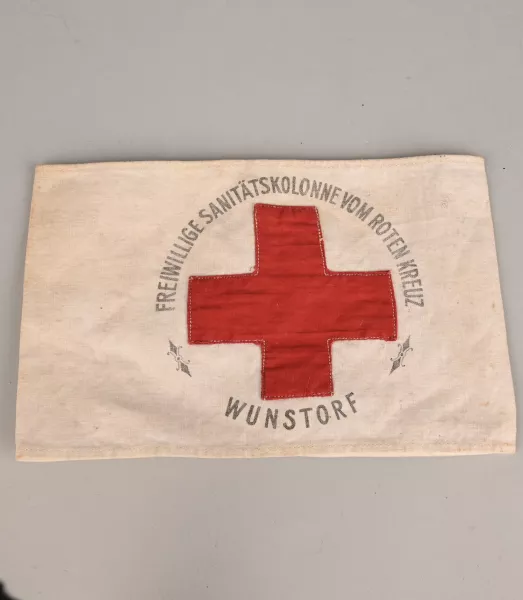 FREIWILLIGE SANITÄTSKOLONNE VOM ROTEN KREUZ
WUNSTORF